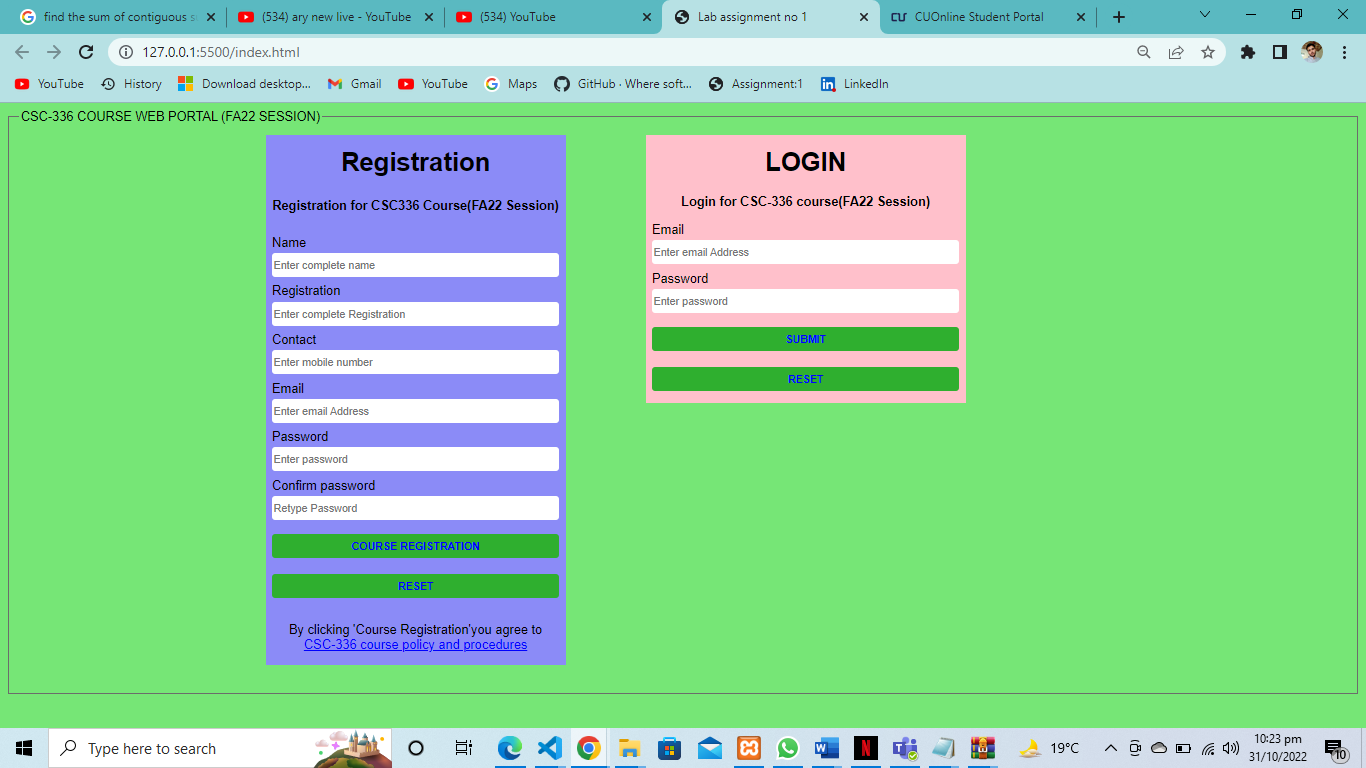 find the sum of contiguous s
(534) ary new live - YouTube
(534) YouTube
Lab assignment no 1
CUOnline Student Portal
127.0.0.1:5500/index.html
YouTube
History
Download desktop...
Gmail
YouTube
Maps
GitHub · Where soft...
Assignment:1
LinkedIn
CSC-336 COURSE WEB PORTAL (FA22 SESSION)
Registration
Registration for CSC336 Course(FA22 Session)
Name
Enter complete name
Registration
Enter complete Registration
Contact
Enter mobile number
Email
Enter email Address
Password
Enter password
Confirm password
Retype Password
COURSE REGISTRATION
RESET
By clicking 'Course Registration'you agree to
CSC-336 course policy and procedures
LOGIN
Login for CSC-336 course(FA22 Session)
Email
Enter email Address
Password
Enter password
SUBMIT
RESET
Type here to search
19°C
10:23 pm
31/10/2022
10